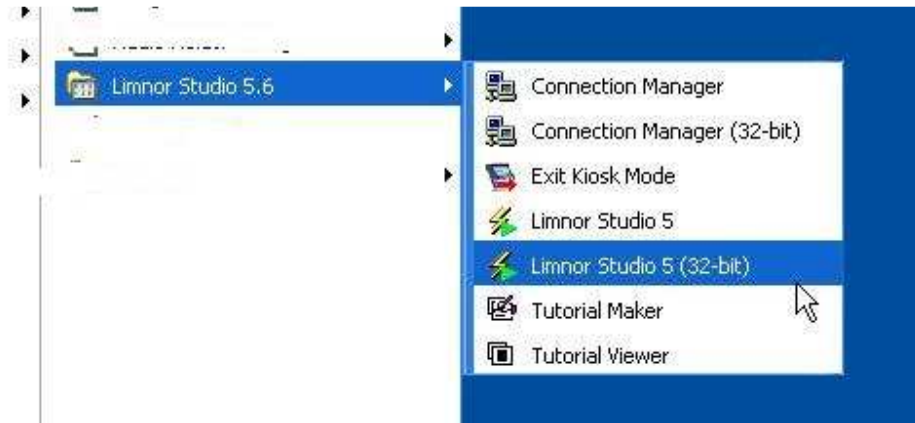 Limnor Studio 5.6
Connection Manager
Connection Manager (32-bit)
Exit Kiosk Mode
Limnor Studio 5
Limnor Studio 5 (32-bit)
Tutorial Maker
Tutorial Viewer